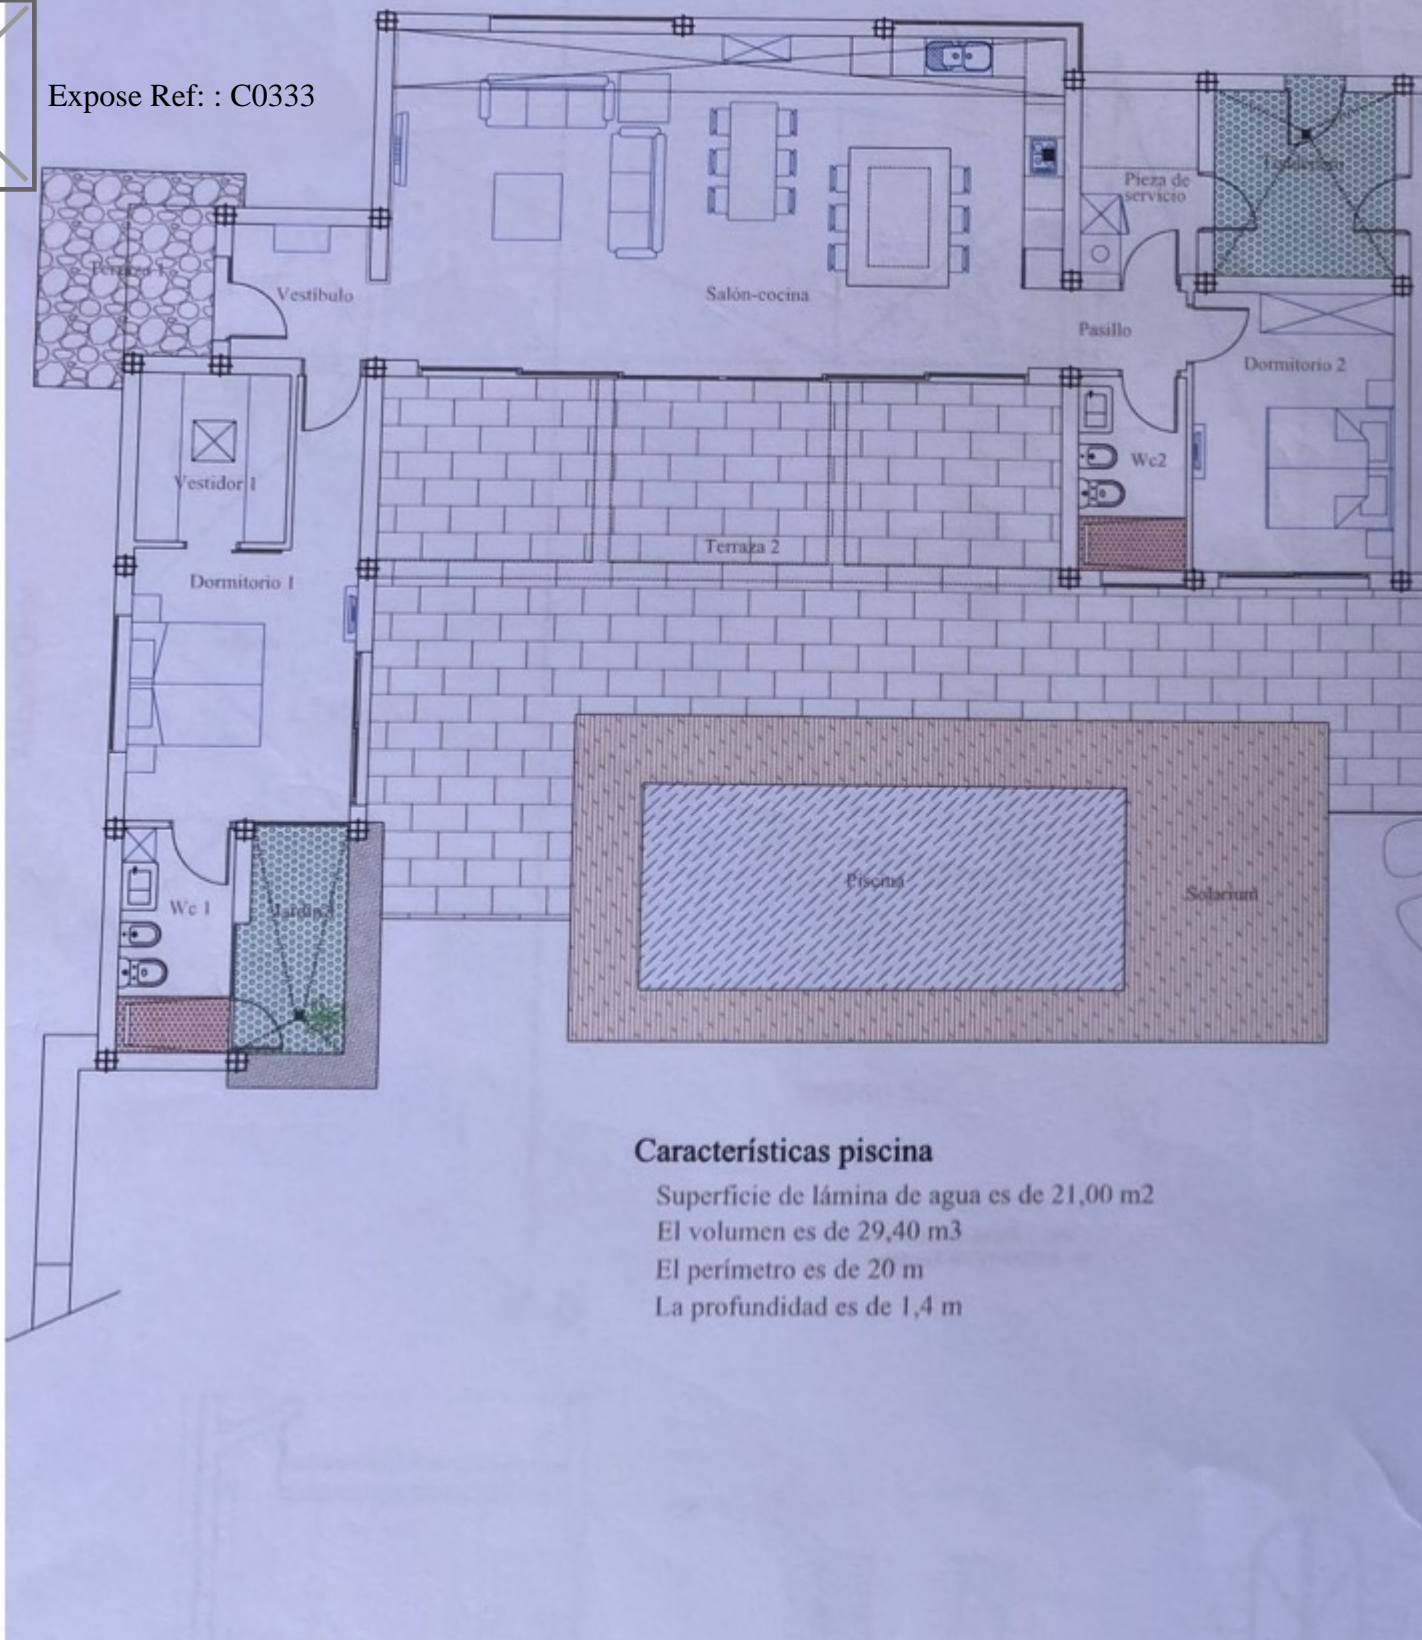 Expose Ref: : C0333
Pieza de
servicio
Terraza 1
Vestíbulo
Salón-cocina
Pasillo
Dormitorio 2
Wc2
Vestidor 1
Terraza 2
Dormitorio 1
Piscina
Solarium
Wc 1
Características piscina
Superficie de lámina de agua es de 21,00 m2
El volumen es de 29,40 m3
El perímetro es de 20 m
La profundidad es de 1,4 m